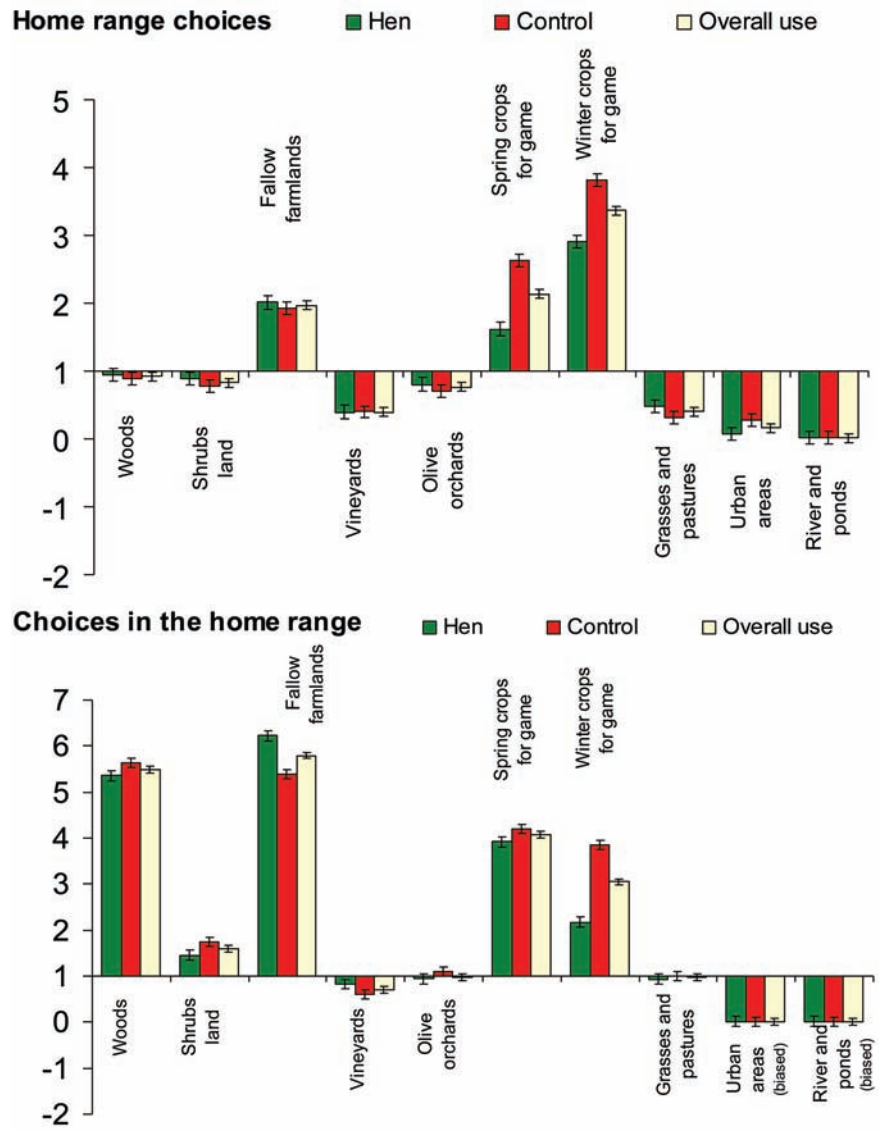 Home range choices
Hen
Control
Overall use
5
4
3
2
1
0
-1
-2
Woods
Shrubs
land
Fallow
farmlands
Vineyards
Olive
orchards
Spring crops
for game
Winter crops
for game
Grasses and
pastures
Urban
areas
River and
ponds
Choices in the home range
Hen
Control
Overall use
7
6
5
4
3
2
1
0
-1
-2
Woods
Shrubs
land
Fallow
farmlands
Vineyards
Olive
orchards
Spring crops
for game
Winter crops
for game
Grasses and
pastures
Urban
areas
(biased)
River and
ponds
(biased)